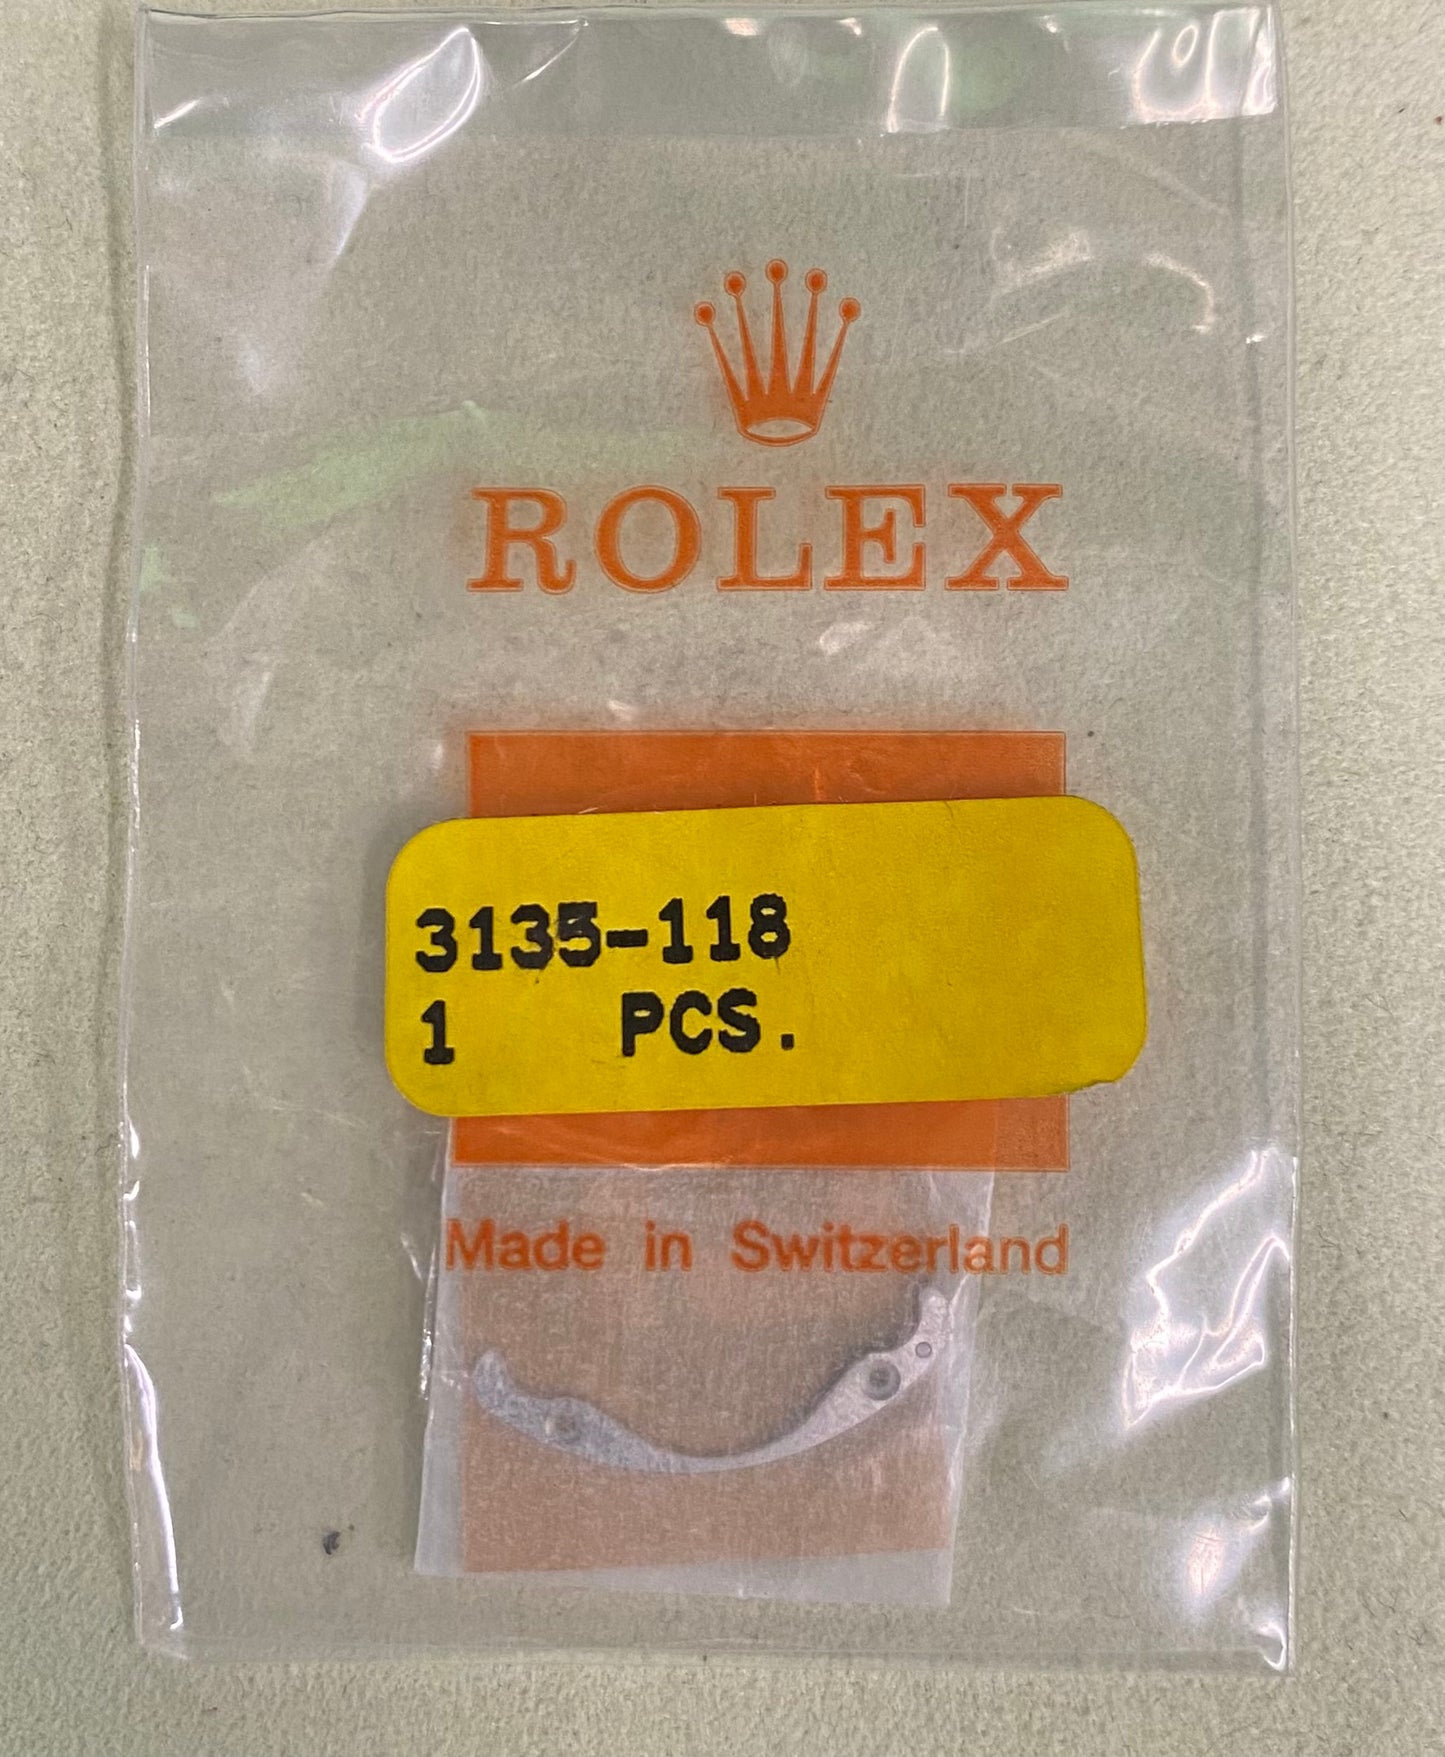 ROLEX
3135-118
1 PCS.
Made in Switzerland